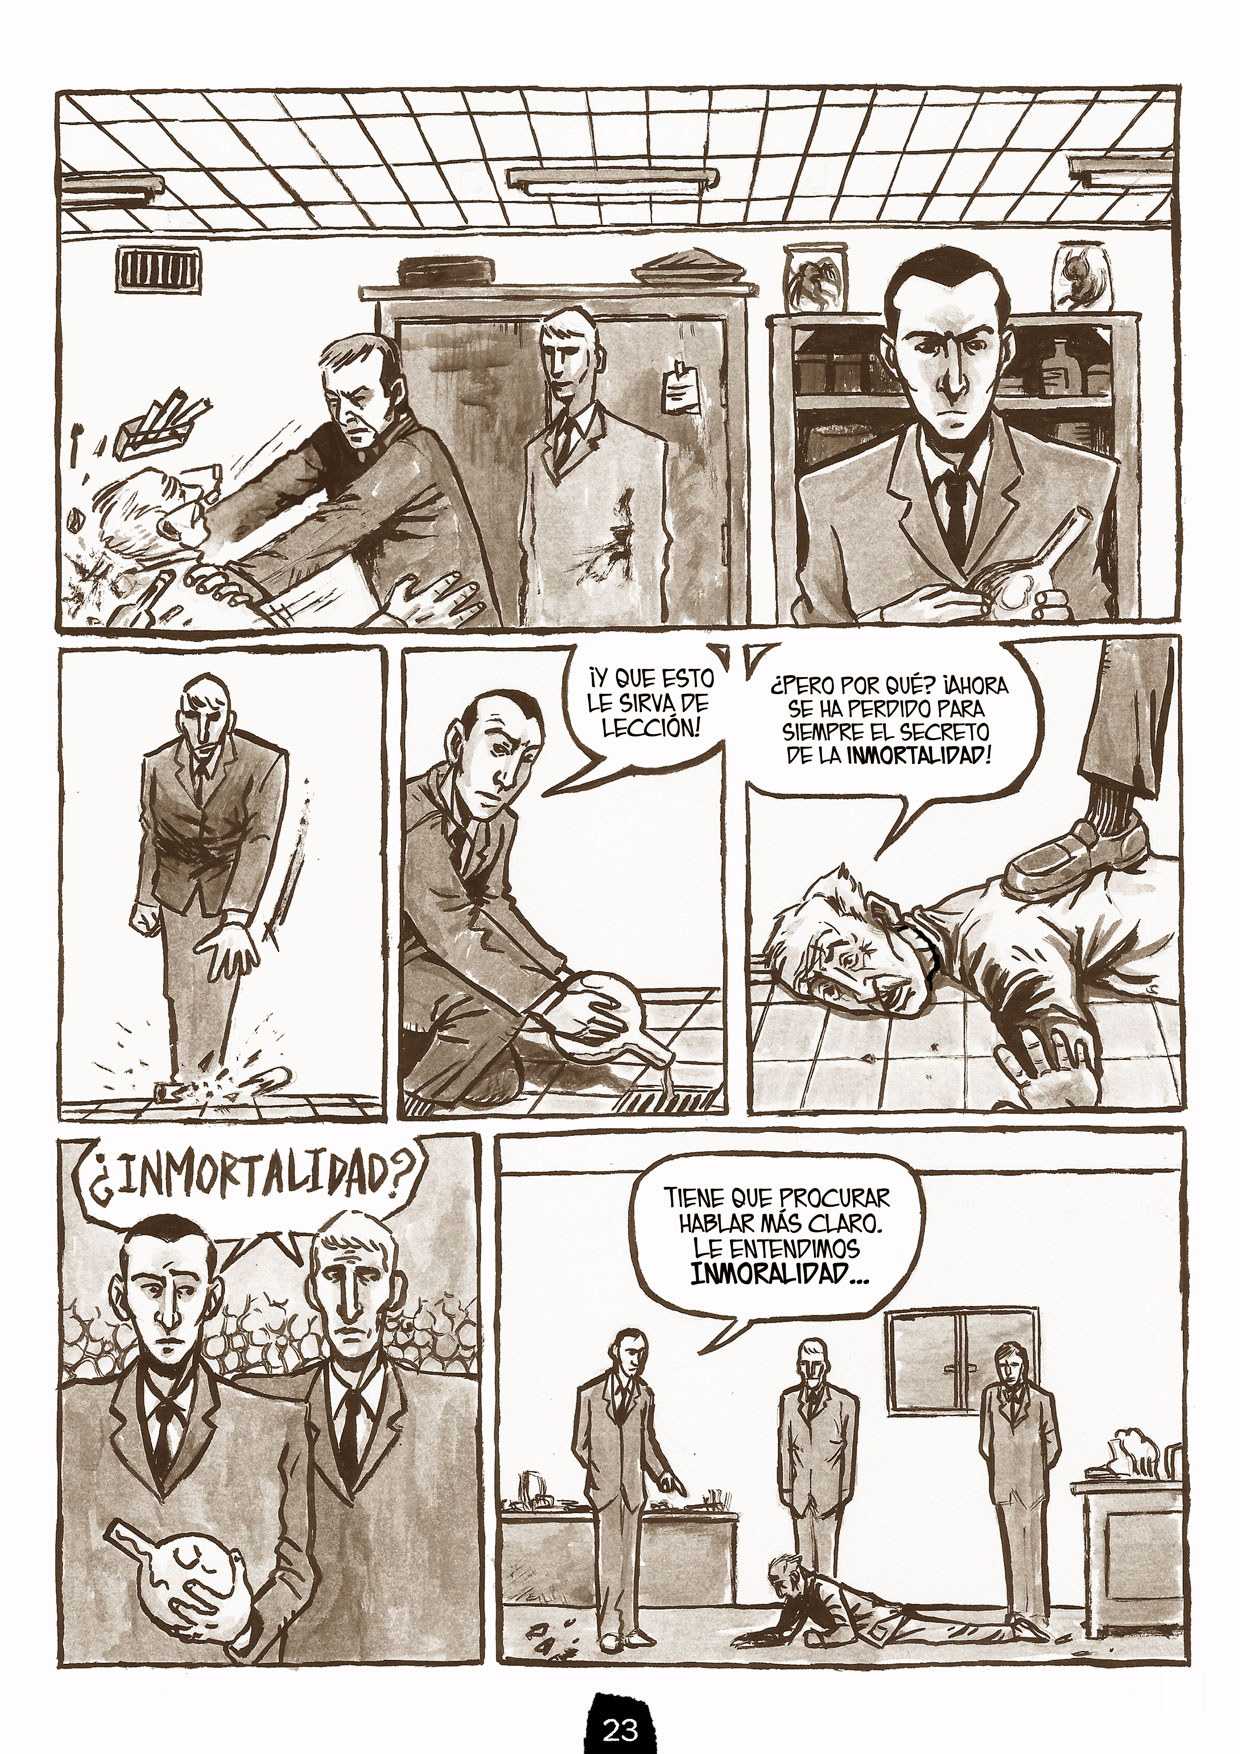 ¡Y QUE ESTO
LE SIRVA DE
LECCIÓN!
¿PERO POR QUÉ? ¡AHORA
SE HA PERDIDO PARA
SIEMPRE EL SECRETO
DE LA INMORTALIDAD!
¿INMORTALIDAD?
TIENE QUE PROCURAR
HABLAR MÁS CLARO.
LE ENTENDIMOS
INMORALIDAD...
23